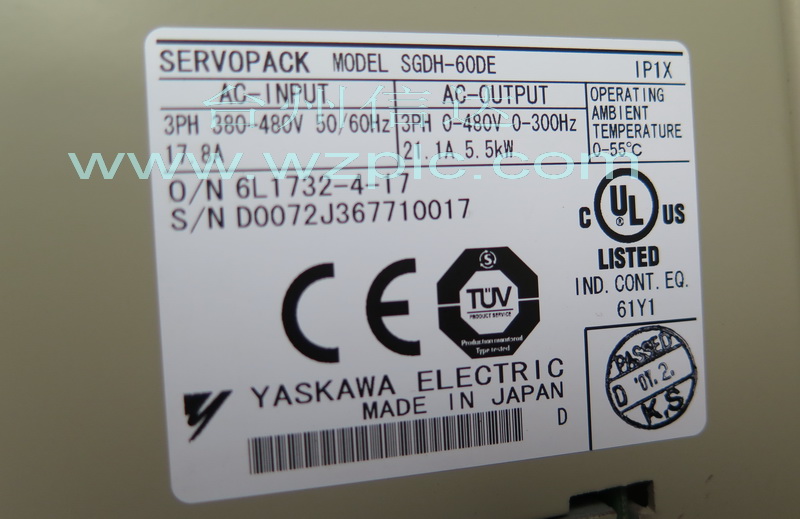 SERVOPACK MODEL SGDH-60DE IP1X
AC-INPUT
3PH 380-480V 50/60Hz
17.8A
AC-OUTPUT
3PH 0-480V 0-300Hz
21.1A 5.5kW
OPERATING
AMBIENT
TEMPERATURE
0-55℃
www.wzplc.com
O/N 6L1732-4-17
S/N D0072J367710017
C UL US
®
LISTED
IND. CONT. EQ.
61Y1
CE
S
TÜV
PRODUCT SERVICE
Production monitored
Type tested
PASSED
D '01.2.
K.S
YASKAWA ELECTRIC
MADE IN JAPAN
D